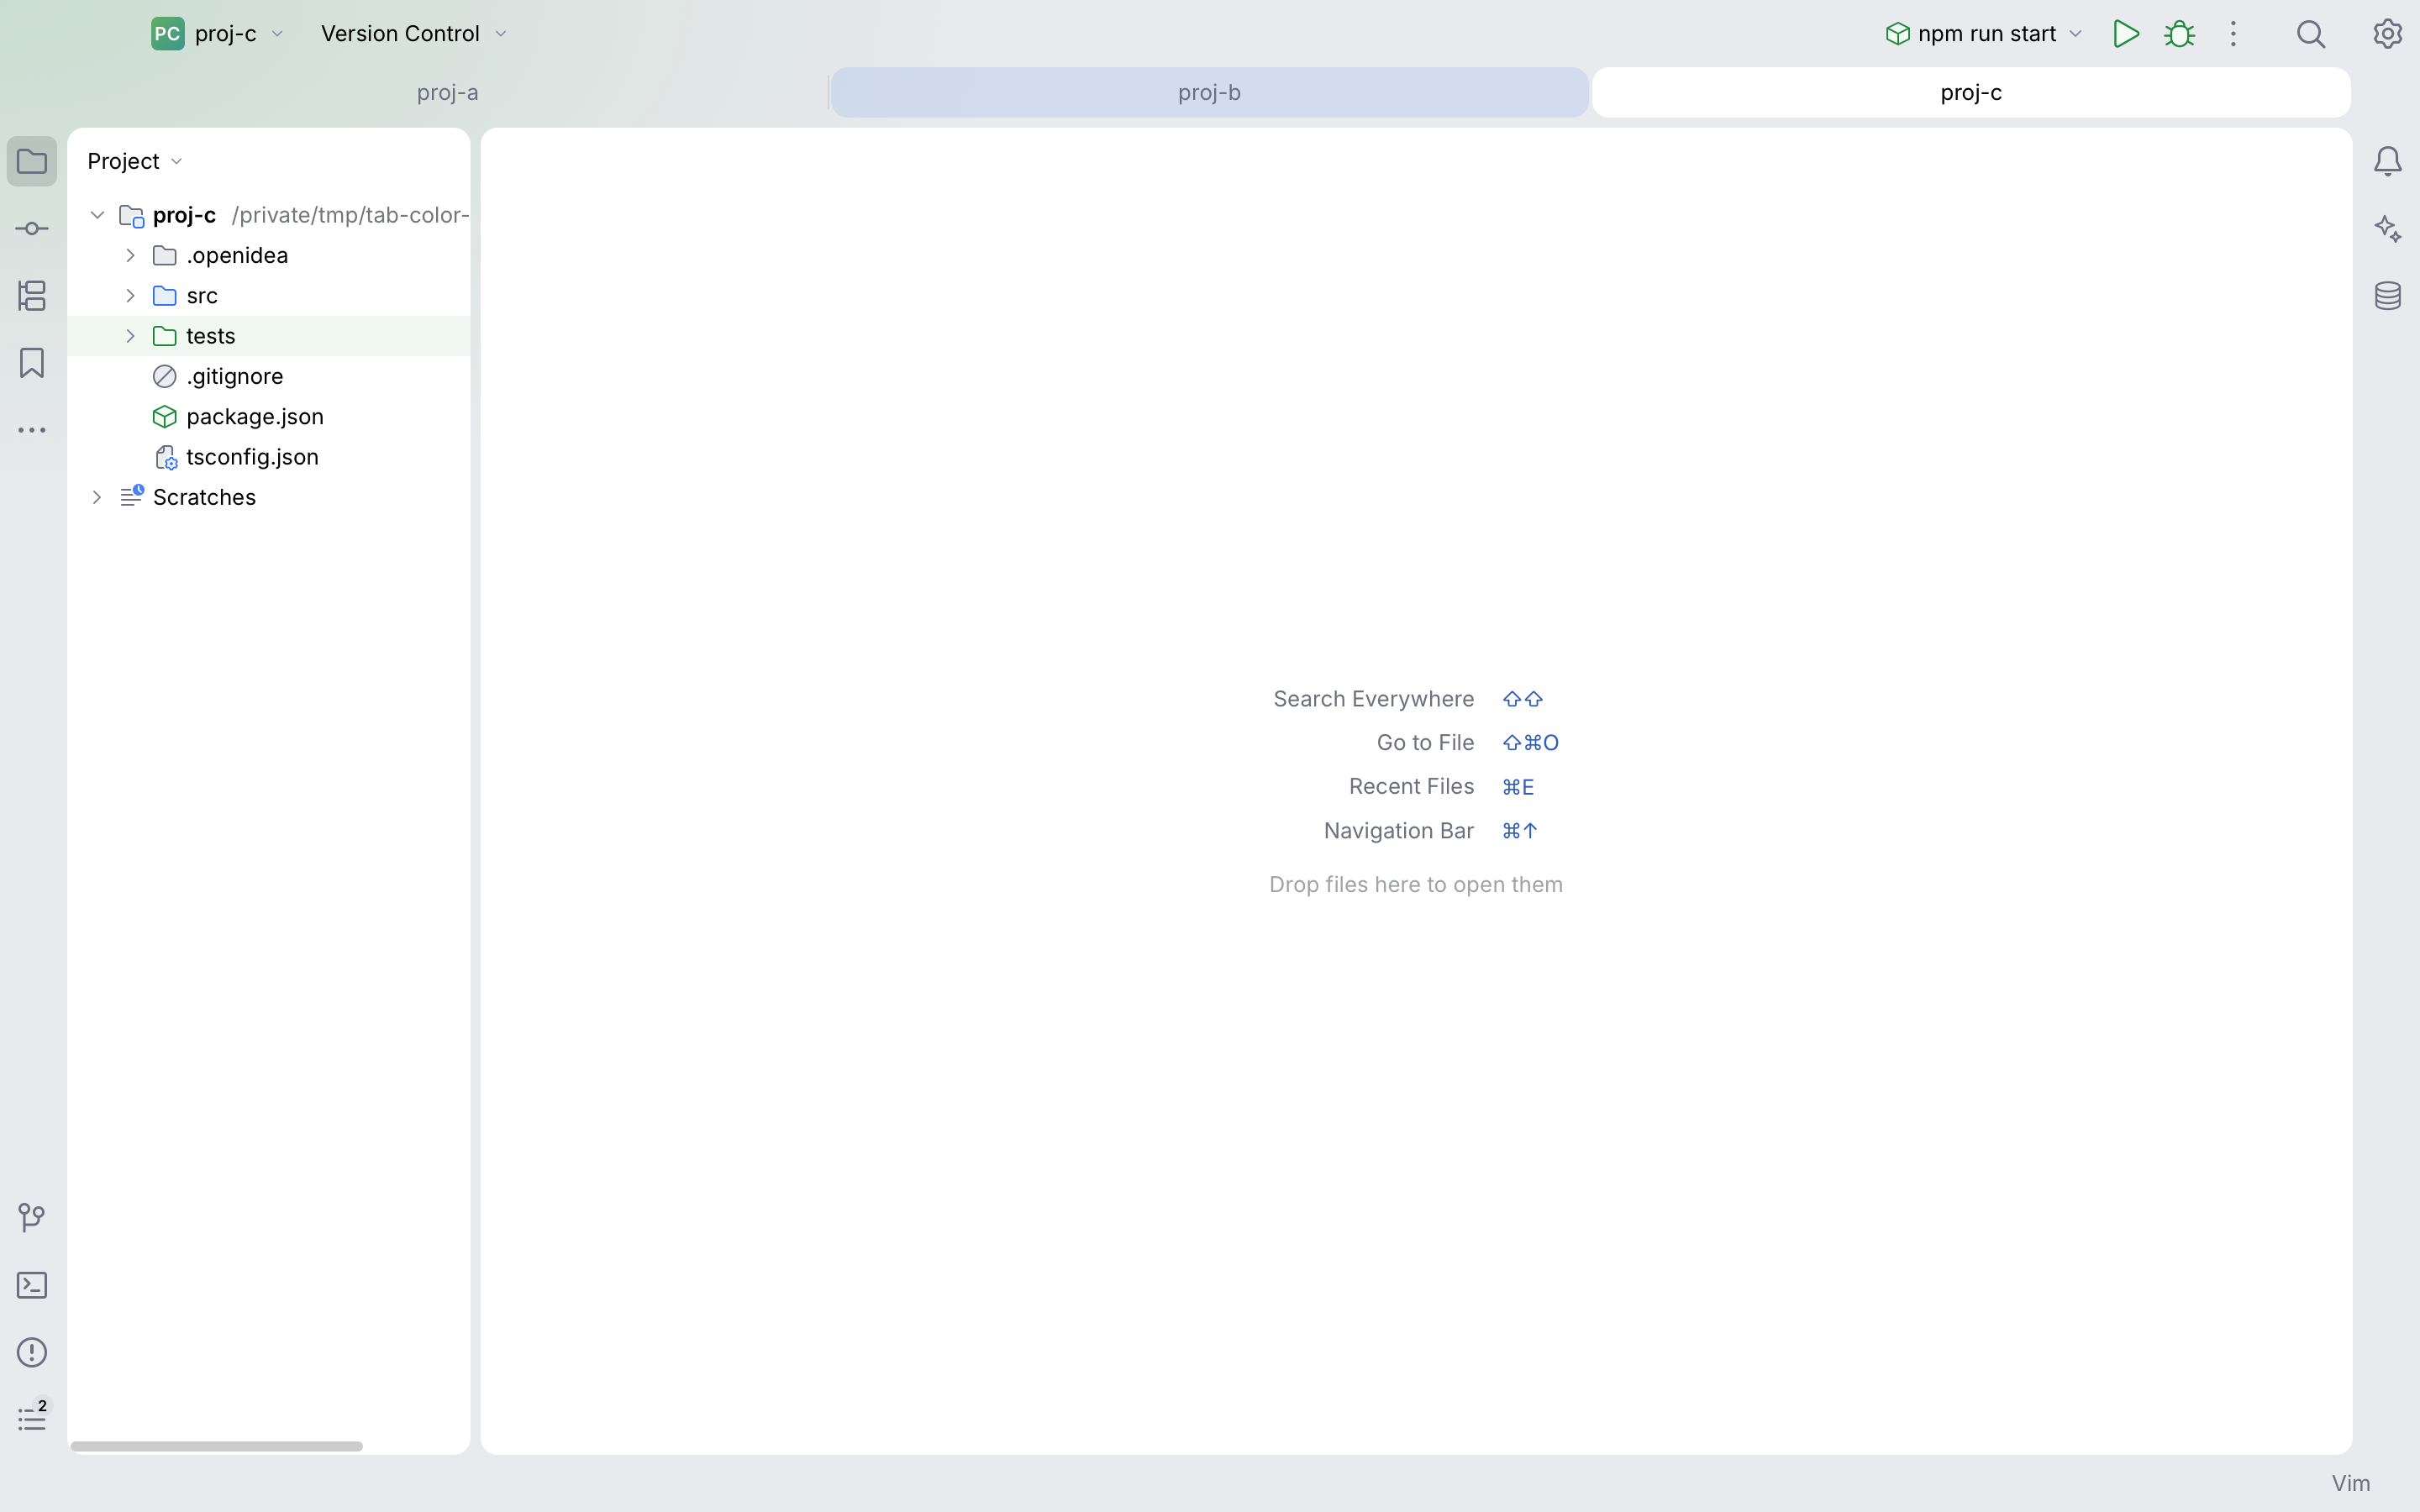 PC proj-c Version Control npm run start
proj-a proj-b proj-c
Project
proj-c /private/tmp/tab-color-
.openidea
src
tests
.gitignore
package.json
tsconfig.json
Scratches
Search Everywhere ⇧⇧
Go to File ⇧⌘O
Recent Files ⌘E
Navigation Bar ⌘↑
Drop files here to open them
2
Vim